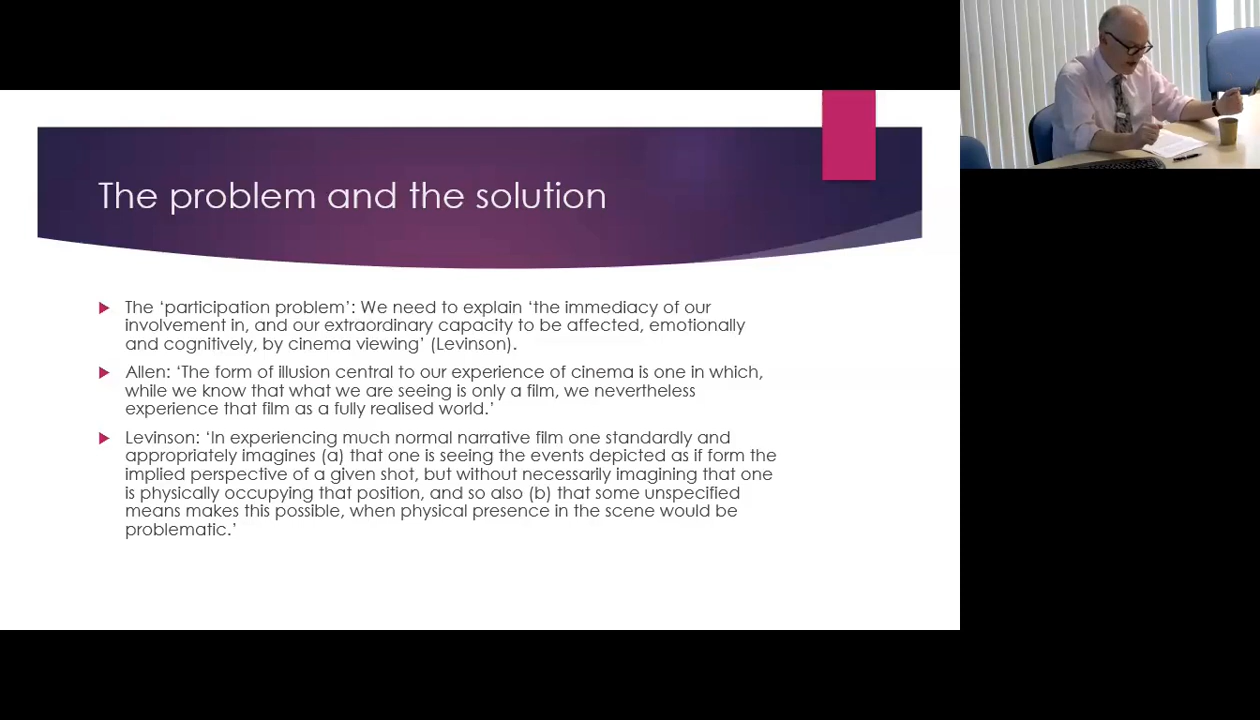 The problem and the solution
The ‘participation problem’: We need to explain ‘the immediacy of our
involvement in, and our extraordinary capacity to be affected, emotionally
and cognitively, by cinema viewing’ (Levinson).
Allen: ‘The form of illusion central to our experience of cinema is one in which,
while we know that what we are seeing is only a film, we nevertheless
experience that film as a fully realised world.’
Levinson: ‘In experiencing much normal narrative film one standardly and
appropriately imagines (a) that one is seeing the events depicted as if form the
implied perspective of a given shot, but without necessarily imagining that one
is physically occupying that position, and so also (b) that some unspecified
means makes this possible, when physical presence in the scene would be
problematic.’